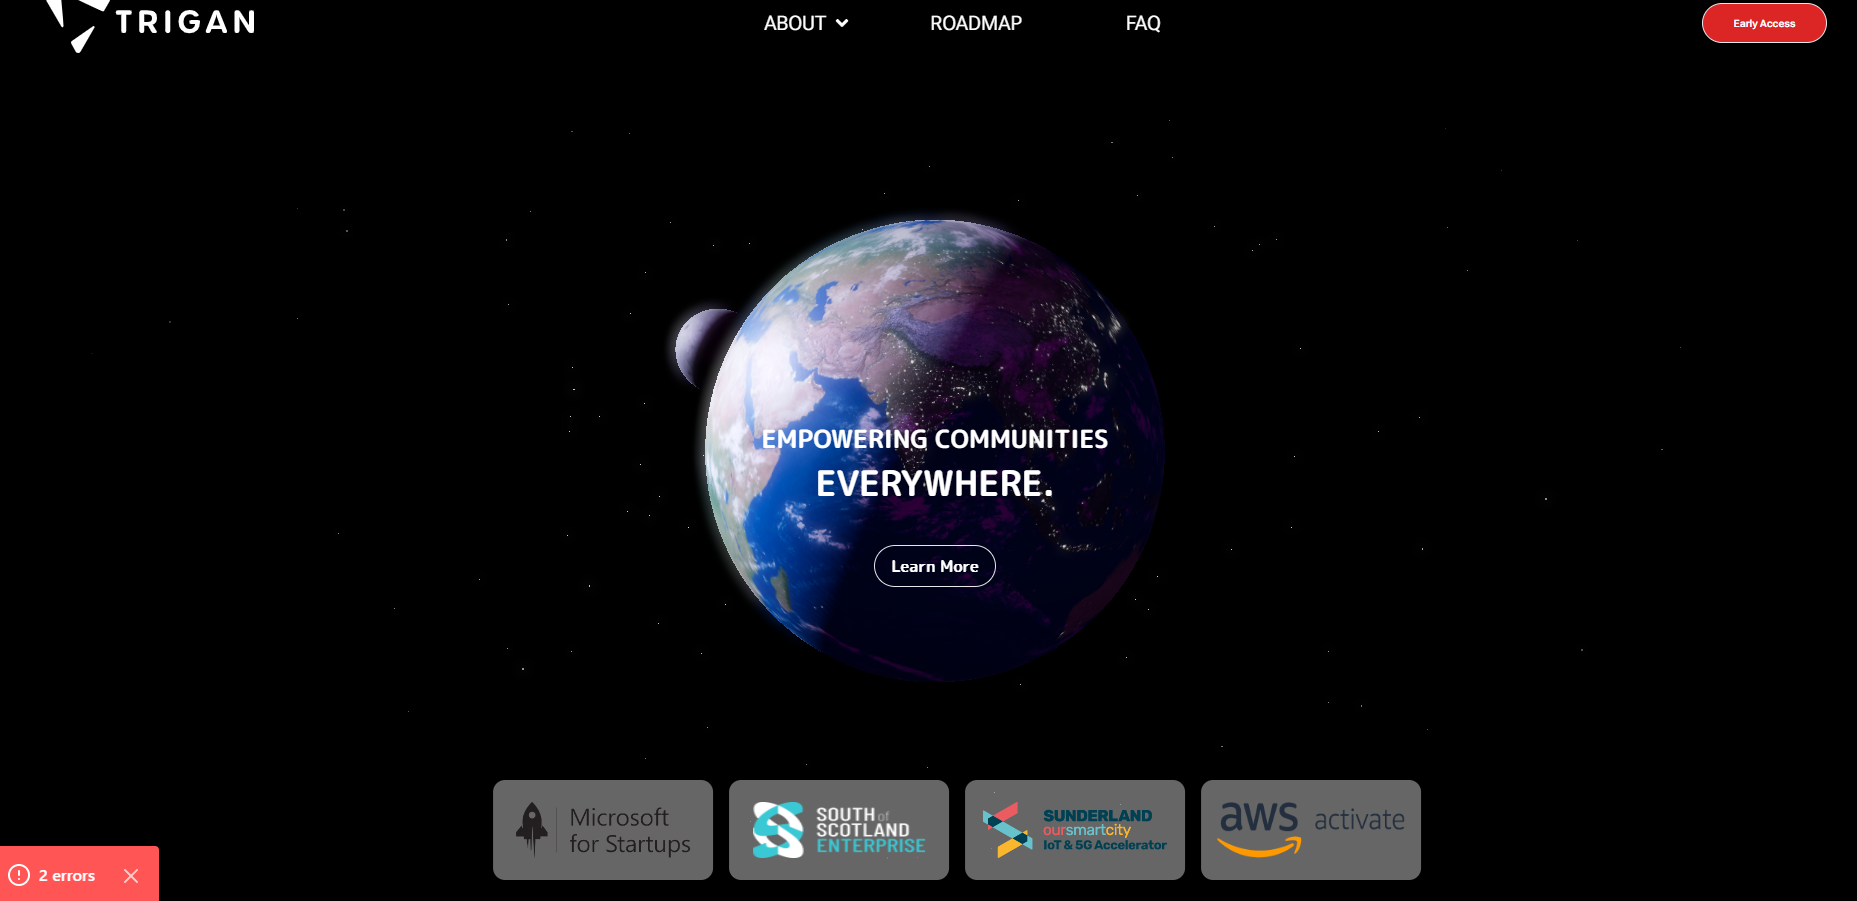 TRIGAN
ABOUT
ROADMAP
FAQ
Early Access
EMPOWERING COMMUNITIES
EVERYWHERE.
Learn More
Microsoft
for Startups
SOUTH of
SCOTLAND
ENTERPRISE
SUNDERLAND
oursmartcity
IoT & 5G Accelerator
aws activate
2 errors